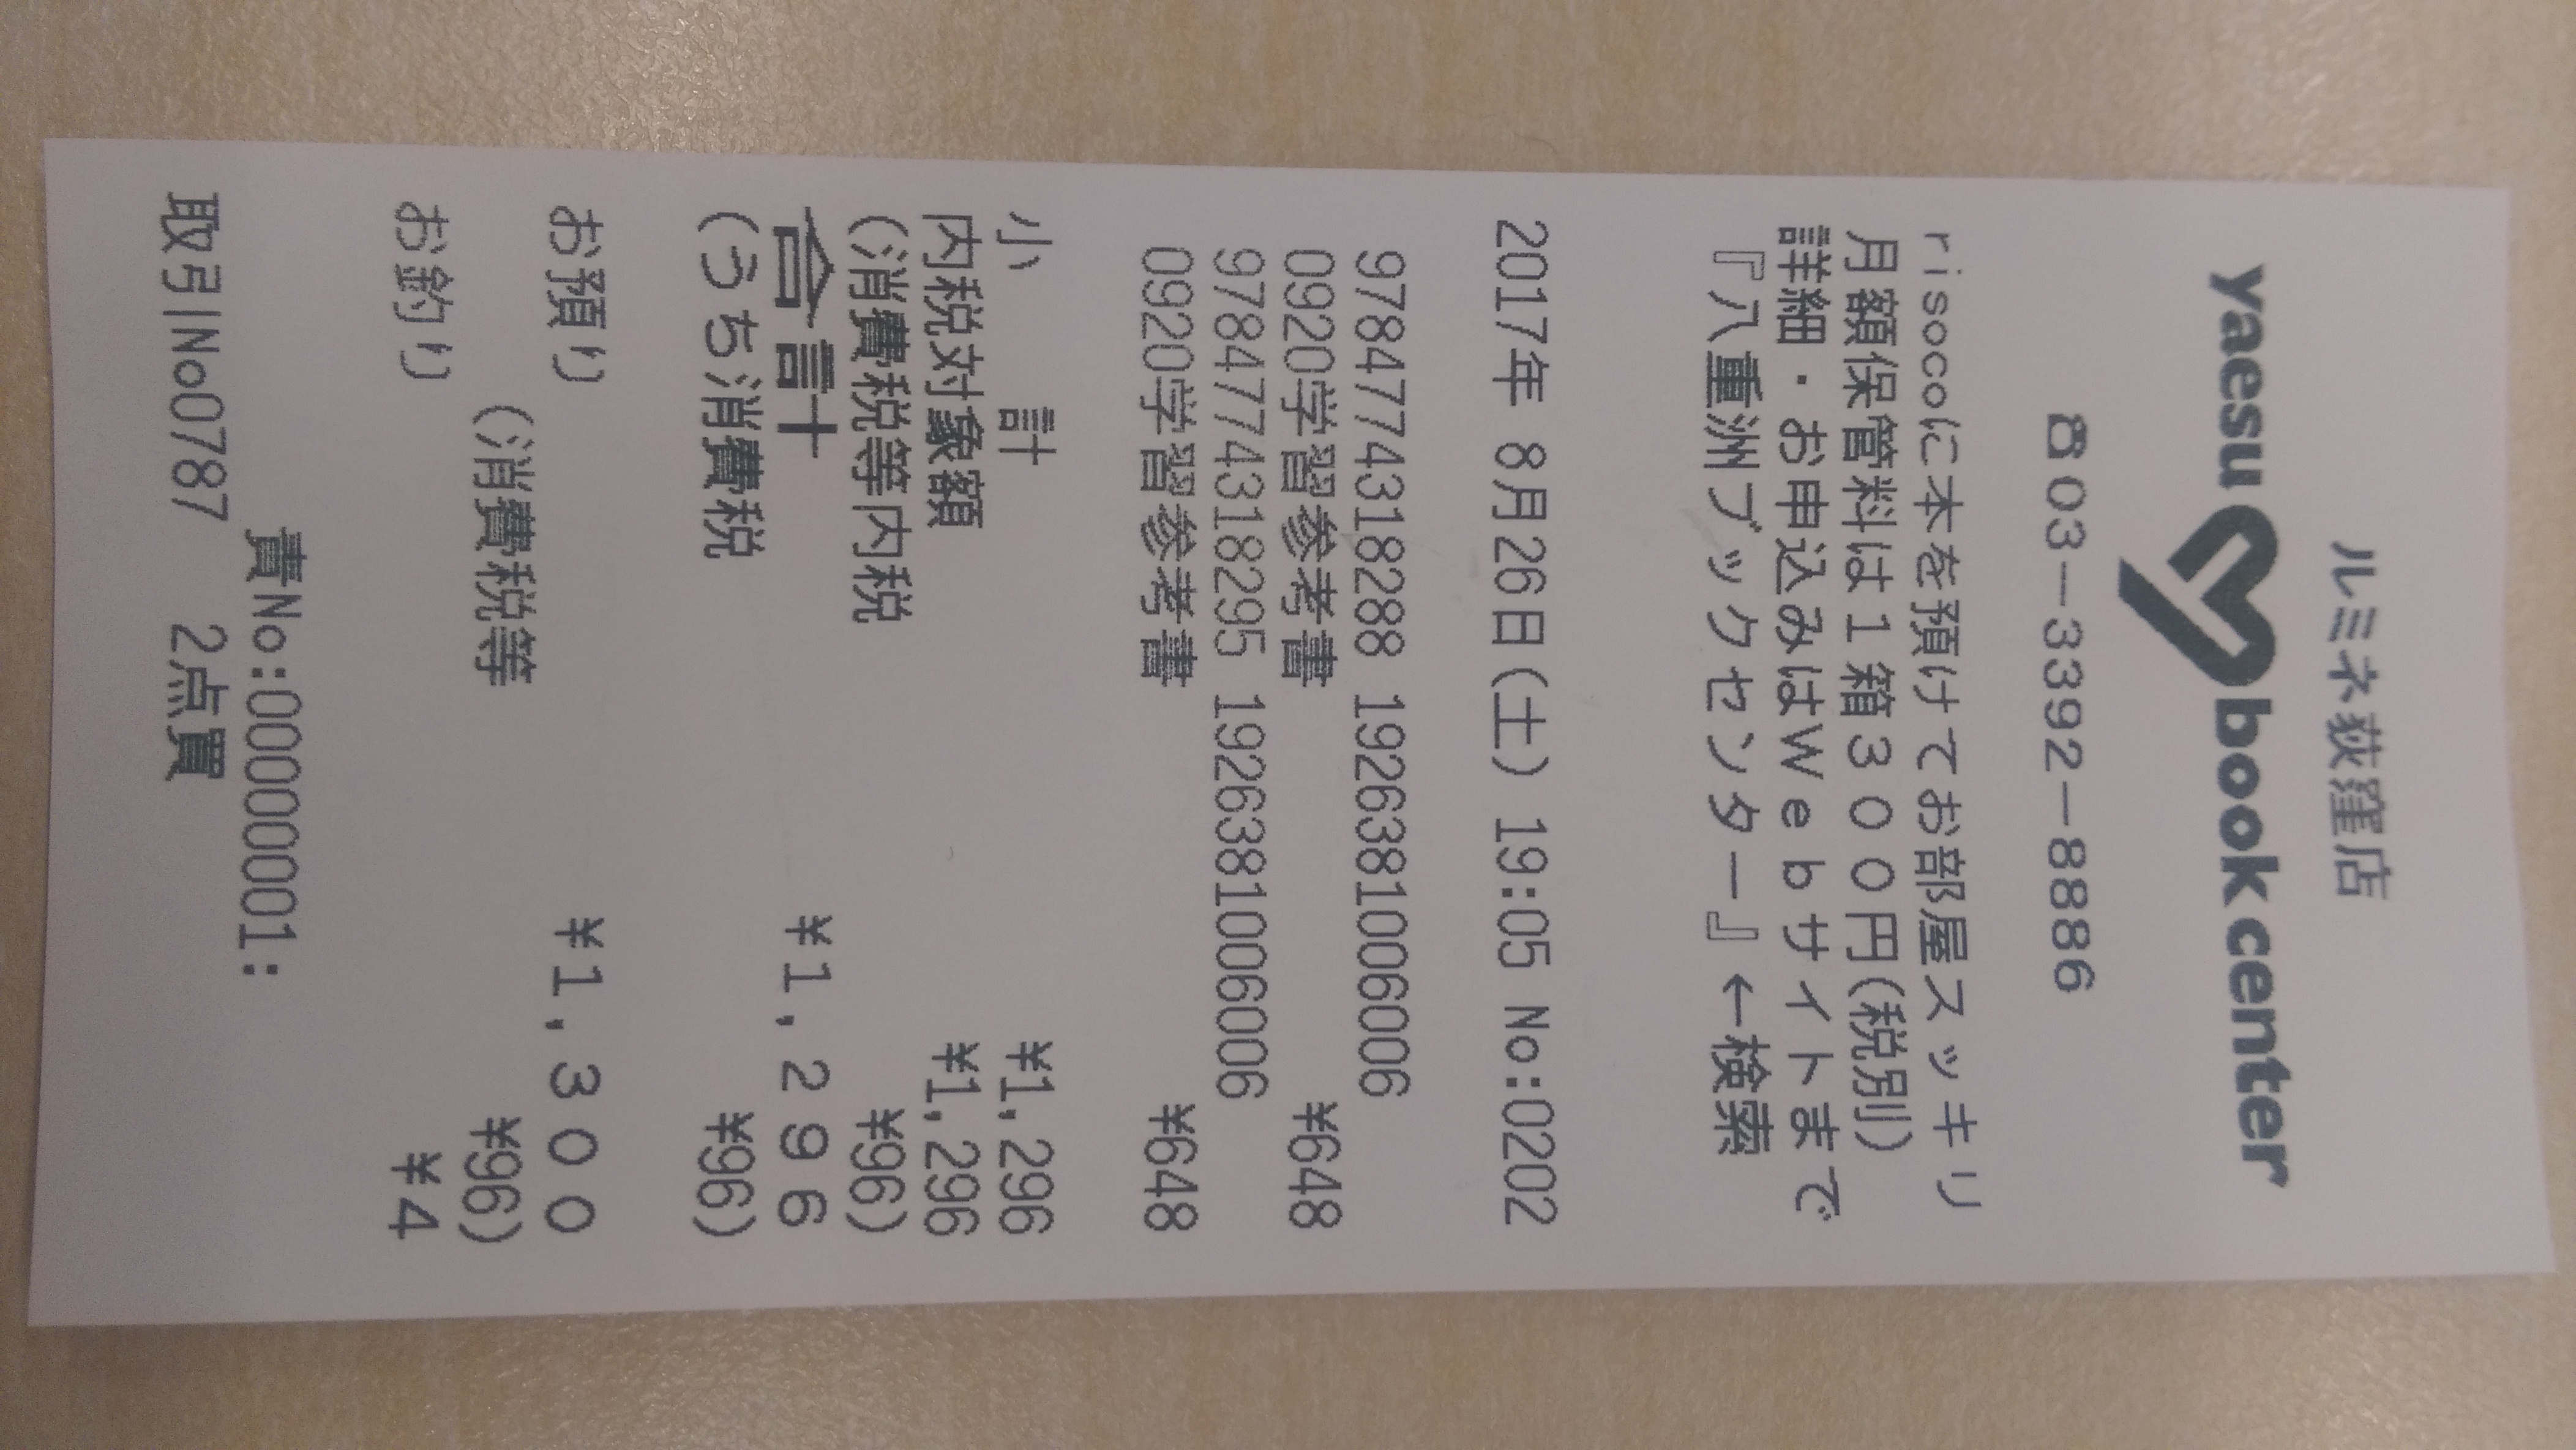 ルミネ荻窪店
yaesu book center
☎03-3392-8886
risocoに本を預けてお部屋スッキリ
月額保管料は1箱300円(税別)
詳細・お申込みはWebサイトまで
『八重洲ブックセンター』←検索
2017年 8月26日(土) 19:05 No:0202
9784774318288 1926381006006
0920学習参考書 ¥648
9784774318295 1926381006006
0920学習参考書 ¥648
小 計 ¥1,296
内税対象額 ¥1,296
(消費税等内税 ¥96)
合計 ¥1,296
(うち消費税 ¥96)
お預り ¥1,300
(消費税等 ¥96)
お釣り ¥4
責No:00000001:
取引No0787 2点買